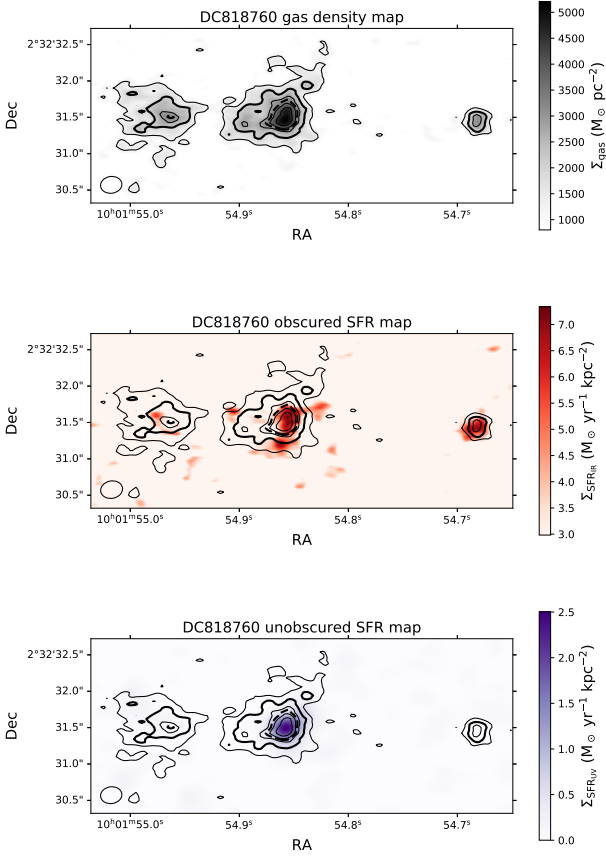 DC818760 gas density map
2°32'32.5"
32.0"
31.5"
31.0"
30.5"
Dec
10ʰ01ᵐ55.0ˢ
54.9ˢ
54.8ˢ
54.7ˢ
RA
5000
4500
4000
3500
3000
2500
2000
1500
1000
Σgas (M☉ pc⁻²)
DC818760 obscured SFR map
2°32'32.5"
32.0"
31.5"
31.0"
30.5"
Dec
10ʰ01ᵐ55.0ˢ
54.9ˢ
54.8ˢ
54.7ˢ
RA
7.0
6.5
6.0
5.5
5.0
4.5
4.0
3.5
3.0
Σ_SFR_IR (M☉ yr⁻¹ kpc⁻²)
DC818760 unobscured SFR map
2°32'32.5"
32.0"
31.5"
31.0"
30.5"
Dec
10ʰ01ᵐ55.0ˢ
54.9ˢ
54.8ˢ
54.7ˢ
RA
2.5
2.0
1.5
1.0
0.5
0.0
Σ_SFR_UV (M☉ yr⁻¹ kpc⁻²)